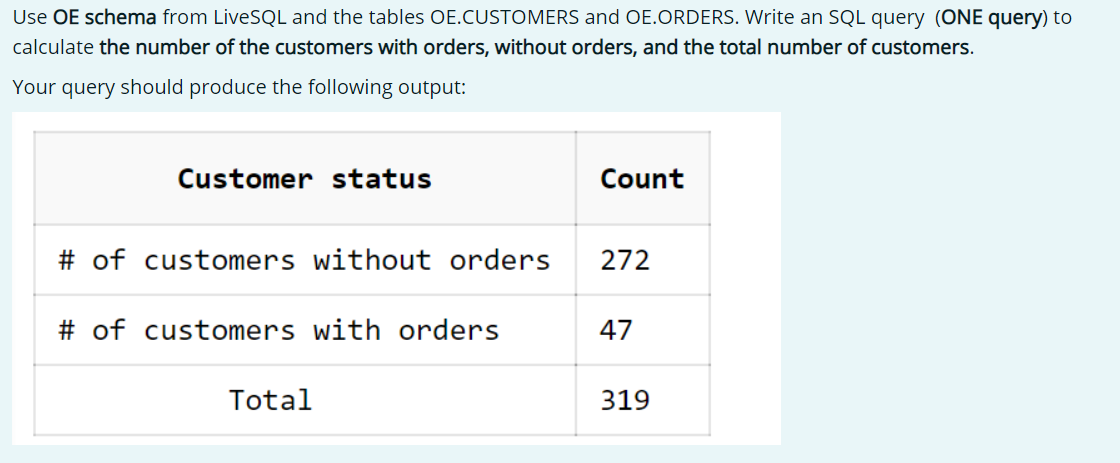 Use OE schema from LiveSQL and the tables OE.CUSTOMERS and OE.ORDERS. Write an SQL query (ONE query) to
calculate the number of the customers with orders, without orders, and the total number of customers.
Your query should produce the following output:
Customer status Count
# of customers without orders 272
# of customers with orders 47
Total 319